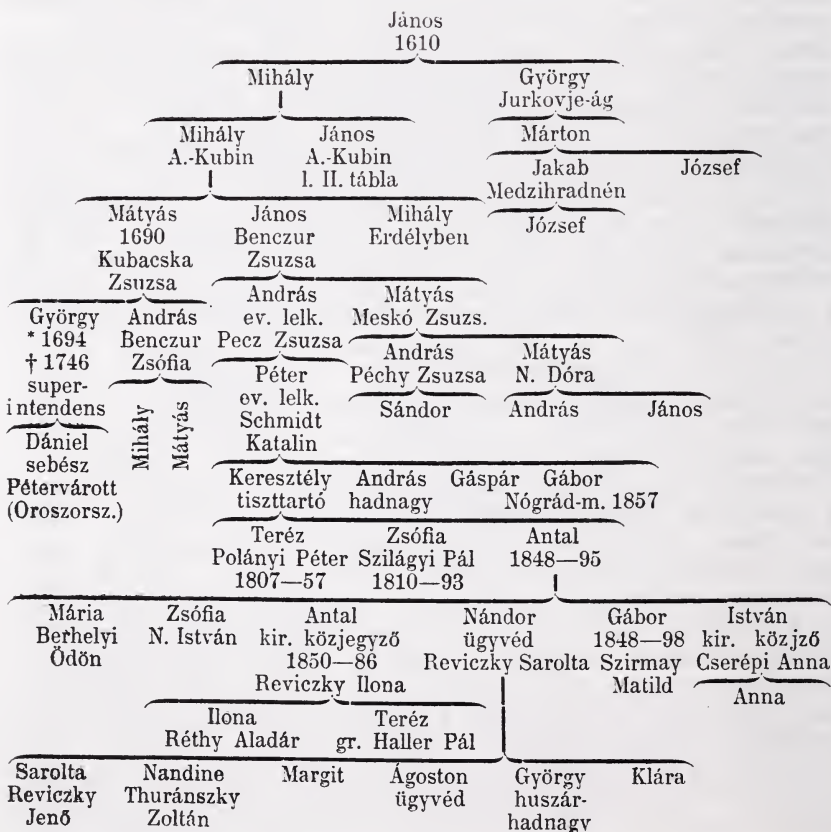 János
1610
Mihály György
Jurkovje-ág
Mihály János Márton
A.-Kubin A.-Kubin
l. II. tábla
Jakab József
Medzihradnén
Mátyás János Mihály József
1690 Benczur Erdélyben
Kubacska Zsuzsa
Zsuzsa
György András András Mátyás
* 1694 Benczur ev. lelk. Meskó Zsuzs.
† 1746 Zsófia Pecz Zsuzsa
super-
intendens
András Mátyás
Péchy Zsuzsa N. Dóra
Mihály Mátyás
Péter Sándor András János
ev. lelk.
Schmidt
Katalin
Dániel
sebész
Pétervárott
(Oroszorsz.)
Keresztély András Gáspár Gábor
tiszttartó hadnagy Nógrád-m. 1857
Teréz Zsófia Antal
Polányi Péter Szilágyi Pál 1848—95
1807—57 1810—93
Mária Zsófia Antal Nándor Gábor István
Berhelyi N. István kir. közjegyző ügyvéd 1848—98 kir. közjző
Ödön 1850—86 Reviczky Sarolta Szirmay Cserépi Anna
Reviczky Ilona Matild Anna
Ilona Teréz
Réthy Aladár gr. Haller Pál
Sarolta Nandine Margit Ágoston György Klára
Reviczky Thuránszky ügyvéd huszár-
Jenő Zoltán hadnagy